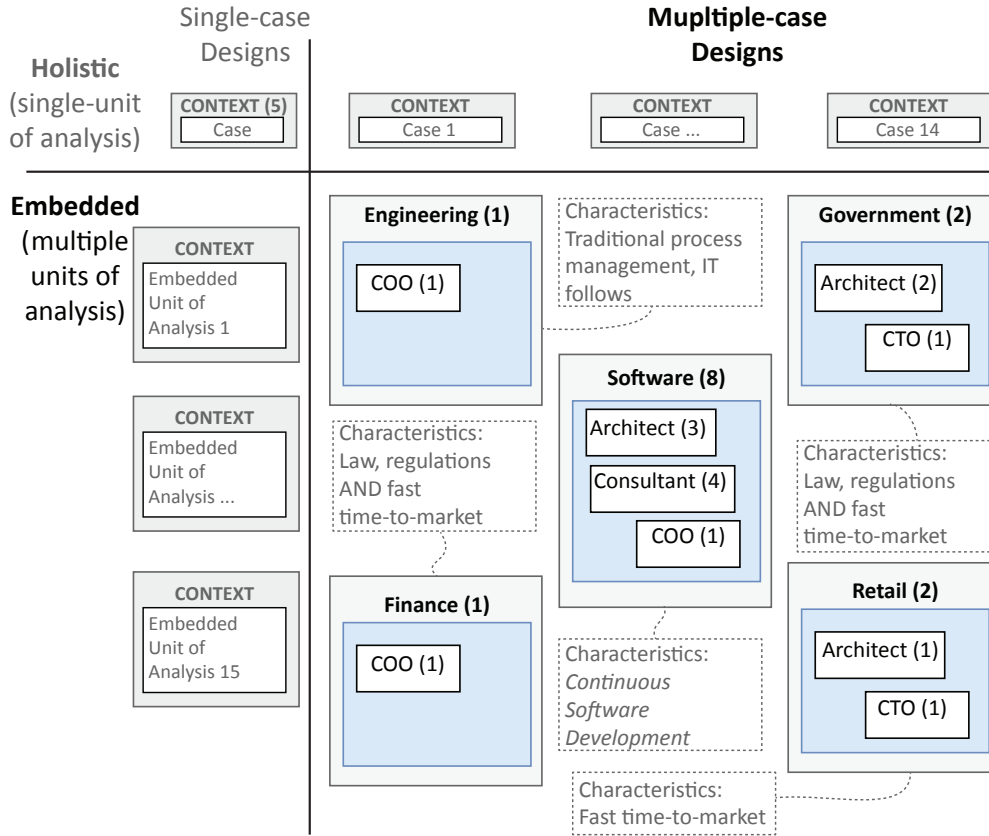 Single-case
Designs
Mupltiple-case
Designs
Holistic
(single-unit
of analysis)
CONTEXT (5)
Case
CONTEXT
Case 1
CONTEXT
Case ...
CONTEXT
Case 14
Embedded
(multiple
units of
analysis)
CONTEXT
Embedded
Unit of
Analysis 1
CONTEXT
Embedded
Unit of
Analysis ...
CONTEXT
Embedded
Unit of
Analysis 15
Engineering (1)
COO (1)
Characteristics:
Traditional process
management, IT
follows
Government (2)
Architect (2)
CTO (1)
Software (8)
Architect (3)
Consultant (4)
COO (1)
Characteristics:
Law, regulations
AND fast
time-to-market
Characteristics:
Law, regulations
AND fast
time-to-market
Finance (1)
COO (1)
Characteristics:
Continuous
Software
Development
Retail (2)
Architect (1)
CTO (1)
Characteristics:
Fast time-to-market